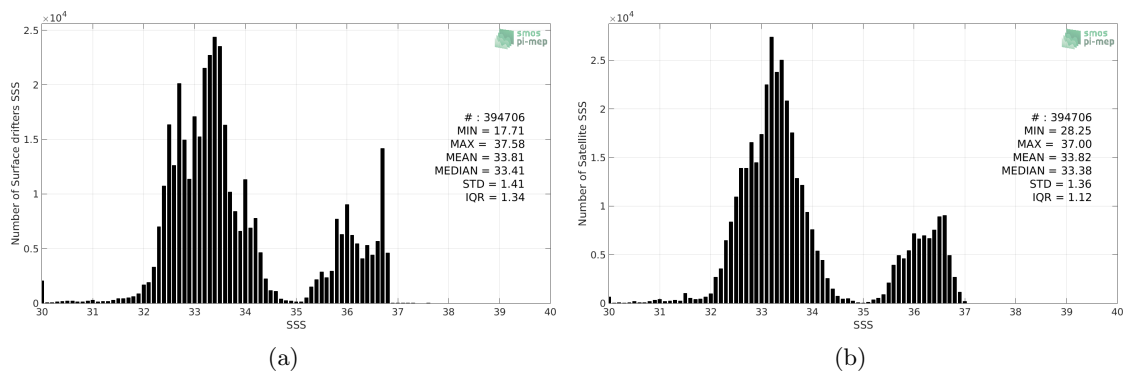 ×10⁴
2.5
2
1.5
1
0.5
0
30 31 32 33 34 35 36 37 38 39 40
Number of Surface drifters SSS
SSS
smos
pi-mep
# : 394706
MIN = 17.71
MAX = 37.58
MEAN = 33.81
MEDIAN = 33.41
STD = 1.41
IQR = 1.34
(a)
×10⁴
2.5
2
1.5
1
0.5
0
30 31 32 33 34 35 36 37 38 39 40
Number of Satellite SSS
SSS
smos
pi-mep
# : 394706
MIN = 28.25
MAX = 37.00
MEAN = 33.82
MEDIAN = 33.38
STD = 1.36
IQR = 1.12
(b)